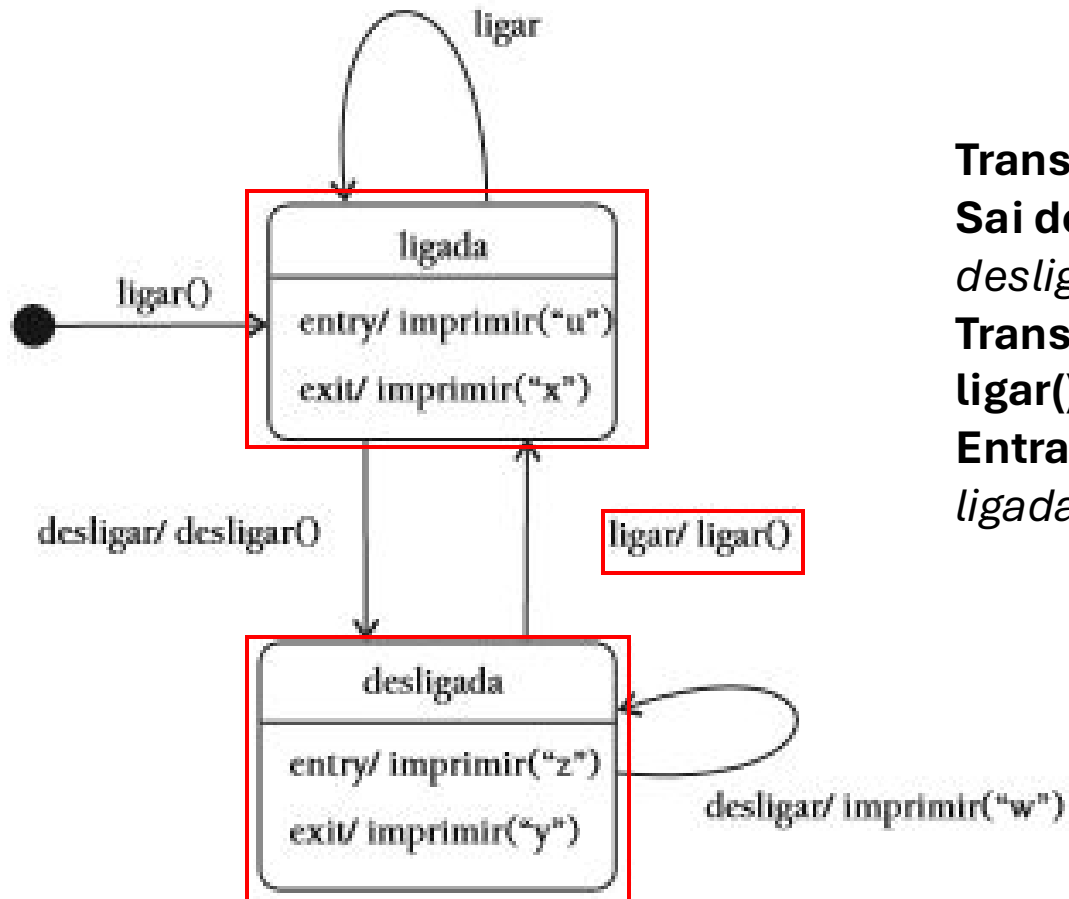 ligar
ligada
ligar()
entry/ imprimir("u")
exit/ imprimir("x")
desligar/ desligar()
ligar/ ligar()
desligada
entry/ imprimir("z")
exit/ imprimir("y")
desligar/ imprimir("w")
Trans
Sai de
deslig
Trans
ligar()
Entra
ligada